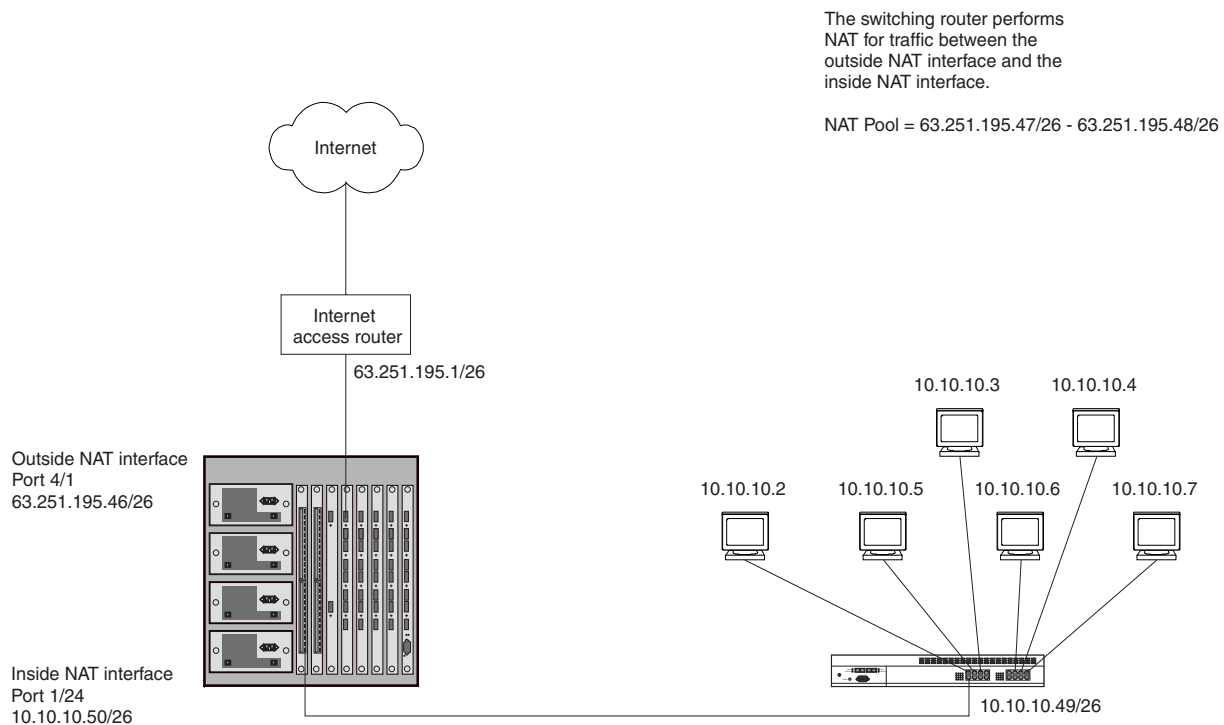 The switching router performs
NAT for traffic between the
outside NAT interface and the
inside NAT interface.
NAT Pool = 63.251.195.47/26 - 63.251.195.48/26
Internet
Internet
access router
63.251.195.1/26
10.10.10.3
10.10.10.4
Outside NAT interface
Port 4/1
63.251.195.46/26
10.10.10.2
10.10.10.5
10.10.10.6
10.10.10.7
Inside NAT interface
Port 1/24
10.10.10.50/26
10.10.10.49/26